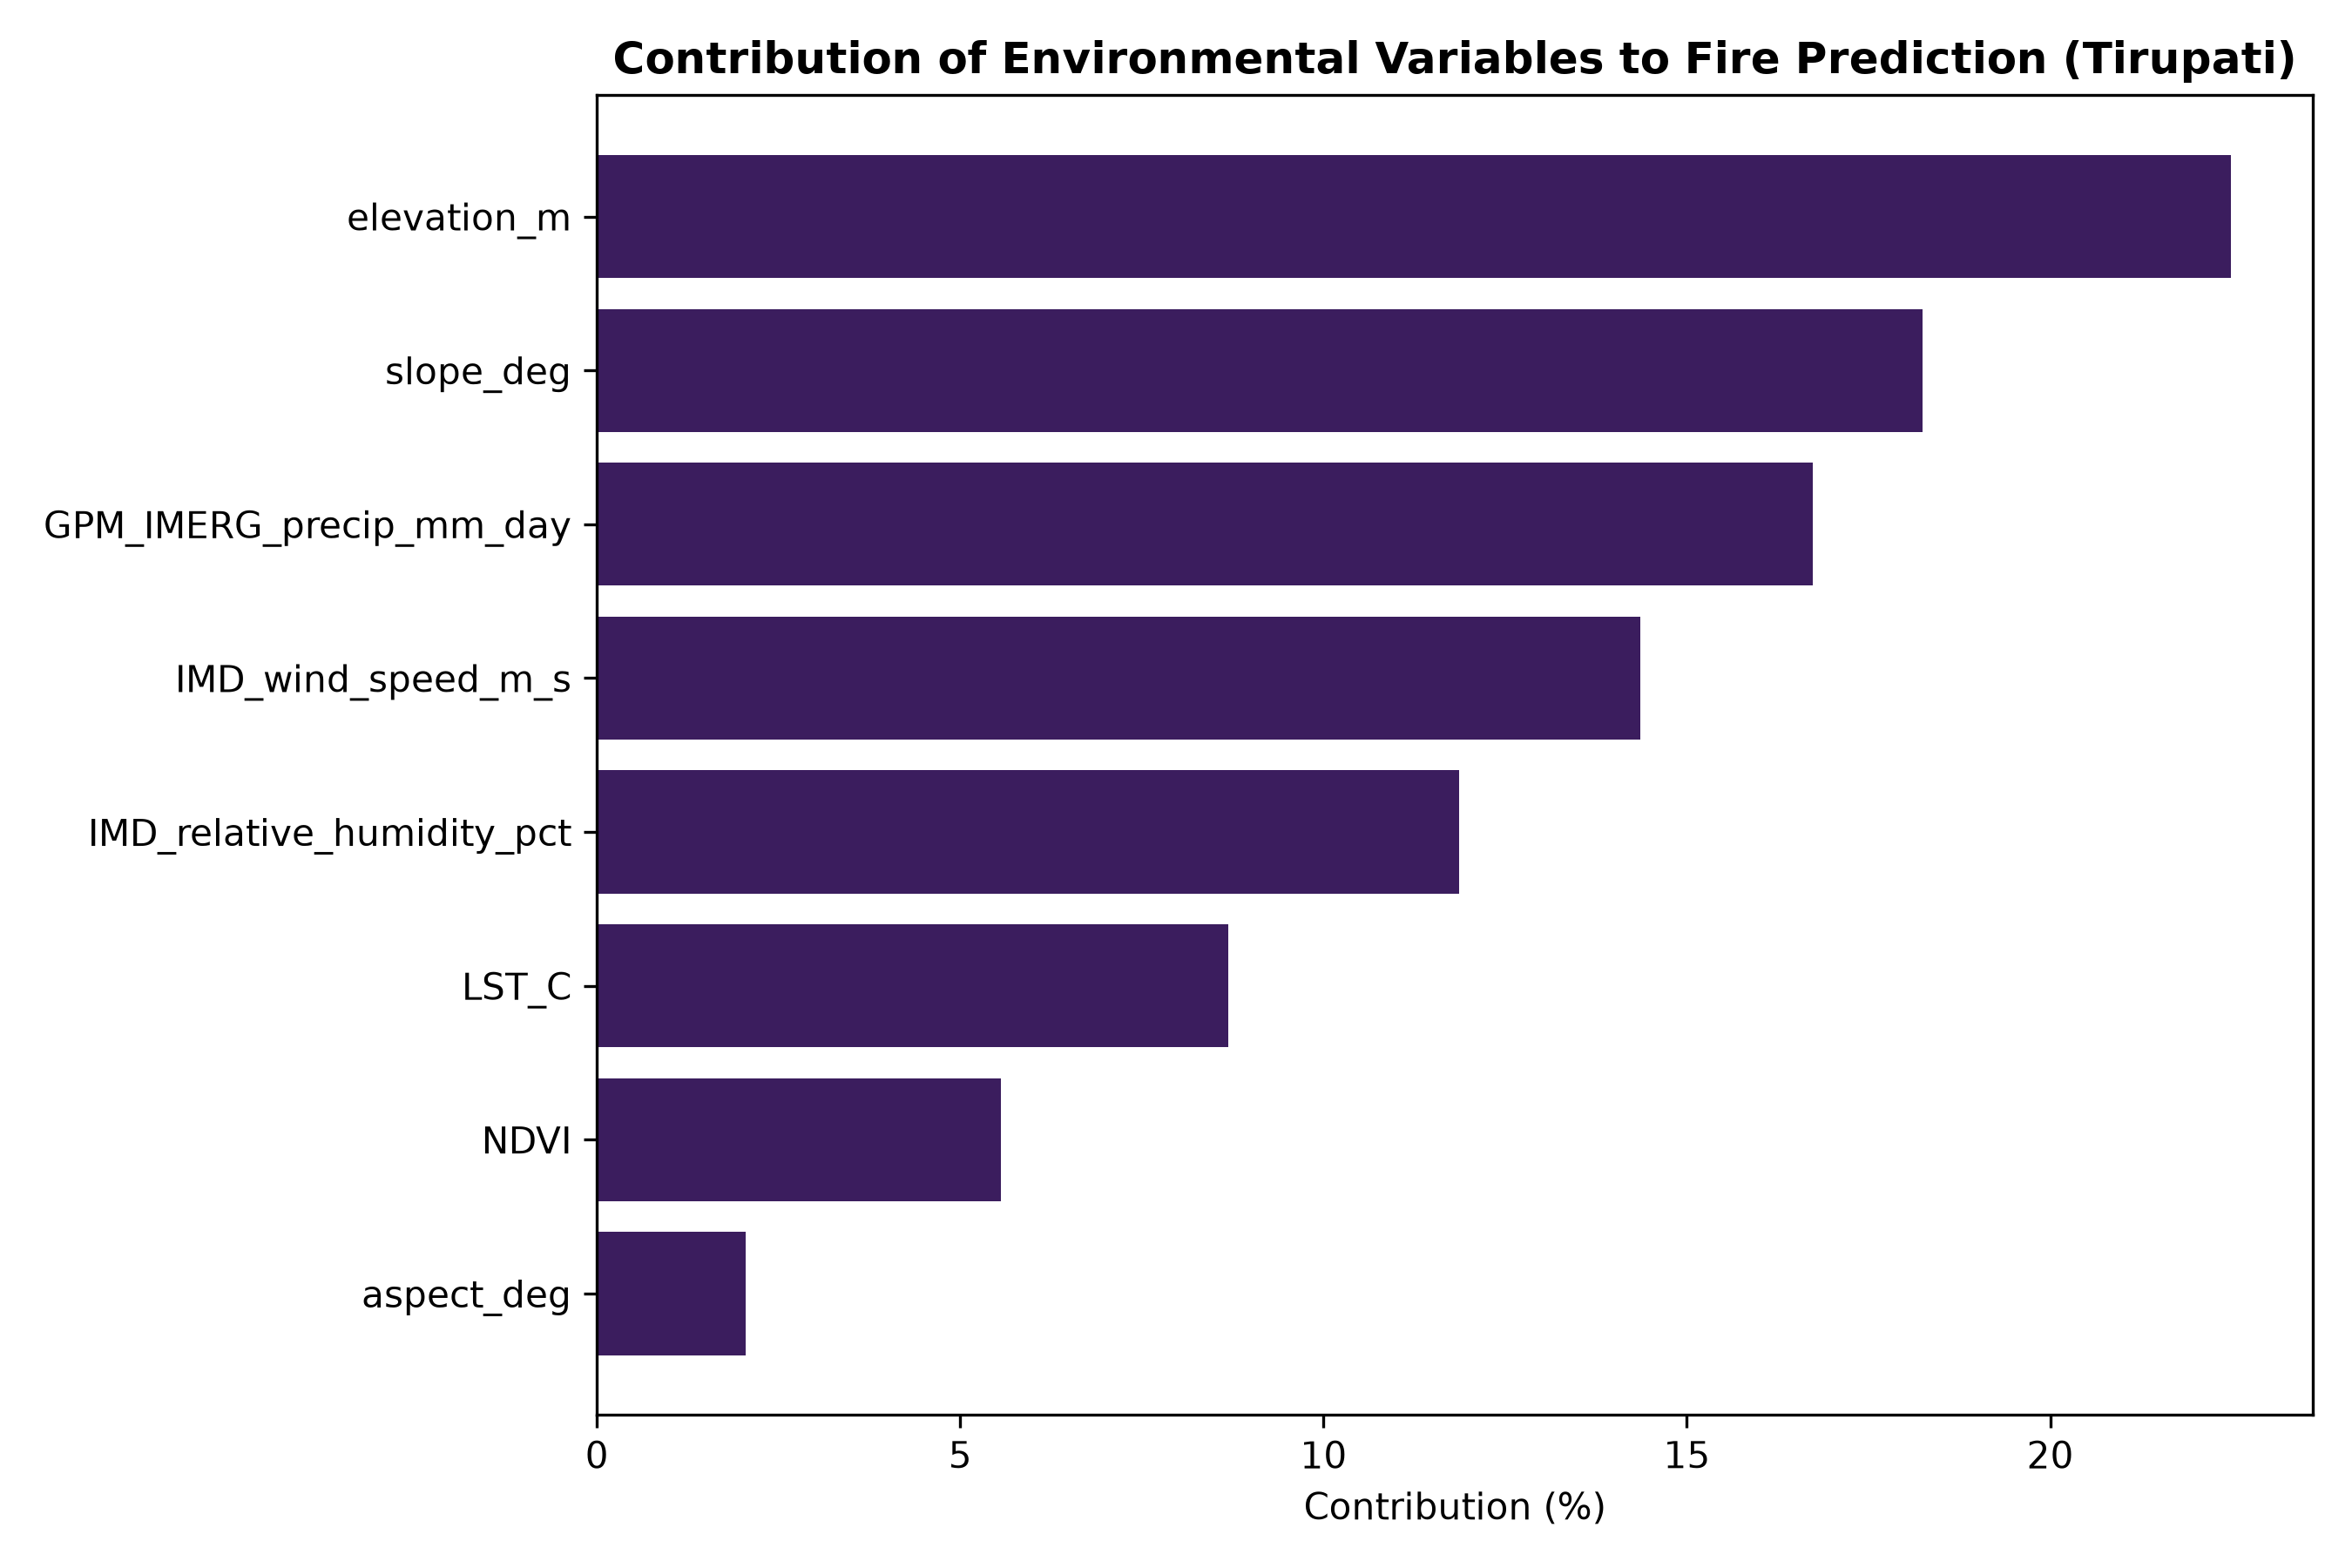 Contribution of Environmental Variables to Fire Prediction (Tirupati)
elevation_m
slope_deg
GPM_IMERG_precip_mm_day
IMD_wind_speed_m_s
IMD_relative_humidity_pct
LST_C
NDVI
aspect_deg
0 5 10 15 20
Contribution (%)